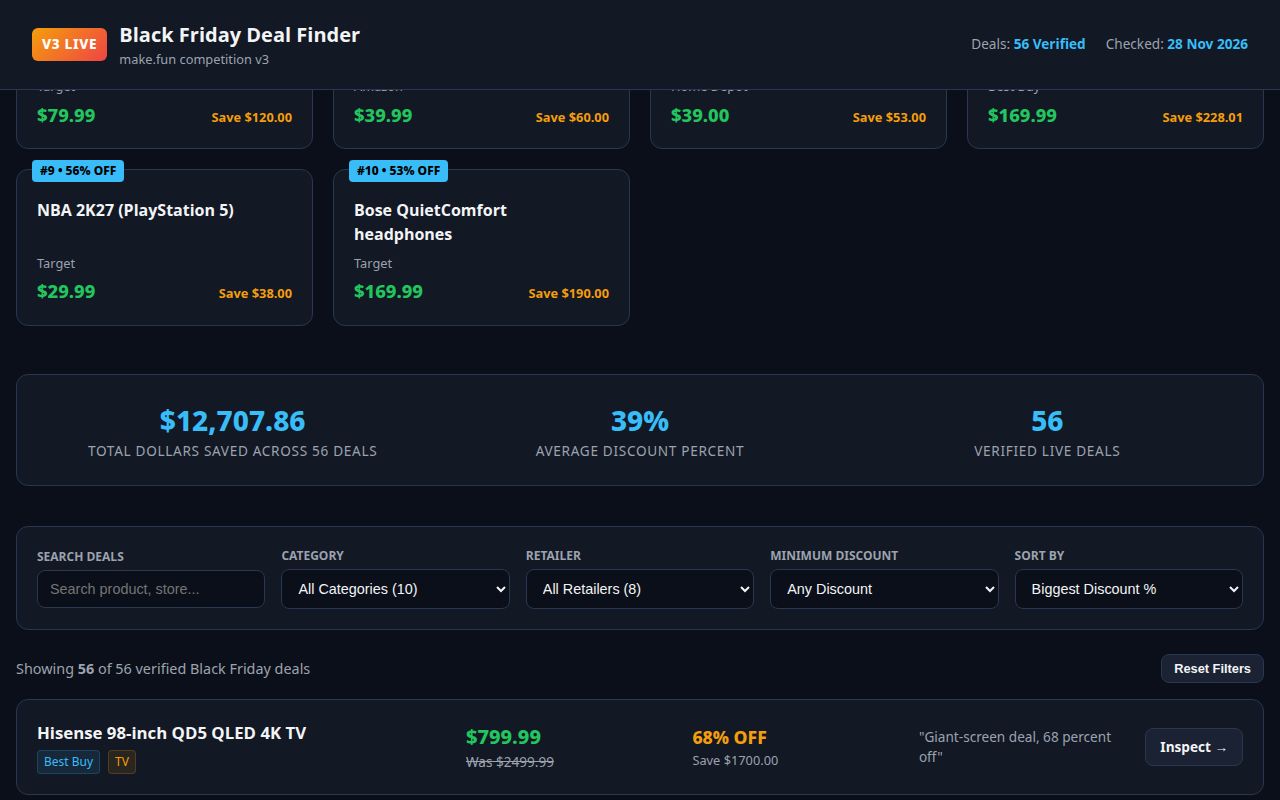 V3 LIVE
Black Friday Deal Finder
make.fun competition v3
Deals: 56 Verified
Checked: 28 Nov 2026
$79.99
Save $120.00
$39.99
Save $60.00
$39.00
Save $53.00
$169.99
Save $228.01
#9 • 56% OFF
NBA 2K27 (PlayStation 5)
Target
$29.99
Save $38.00
#10 • 53% OFF
Bose QuietComfort
headphones
Target
$169.99
Save $190.00
$12,707.86
TOTAL DOLLARS SAVED ACROSS 56 DEALS
39%
AVERAGE DISCOUNT PERCENT
56
VERIFIED LIVE DEALS
SEARCH DEALS
Search product, store...
CATEGORY
All Categories (10)
RETAILER
All Retailers (8)
MINIMUM DISCOUNT
Any Discount
SORT BY
Biggest Discount %
Showing 56 of 56 verified Black Friday deals
Reset Filters
Hisense 98-inch QD5 QLED 4K TV
Best Buy
TV
$799.99
Was $2499.99
68% OFF
Save $1700.00
"Giant-screen deal, 68 percent
off"
Inspect →